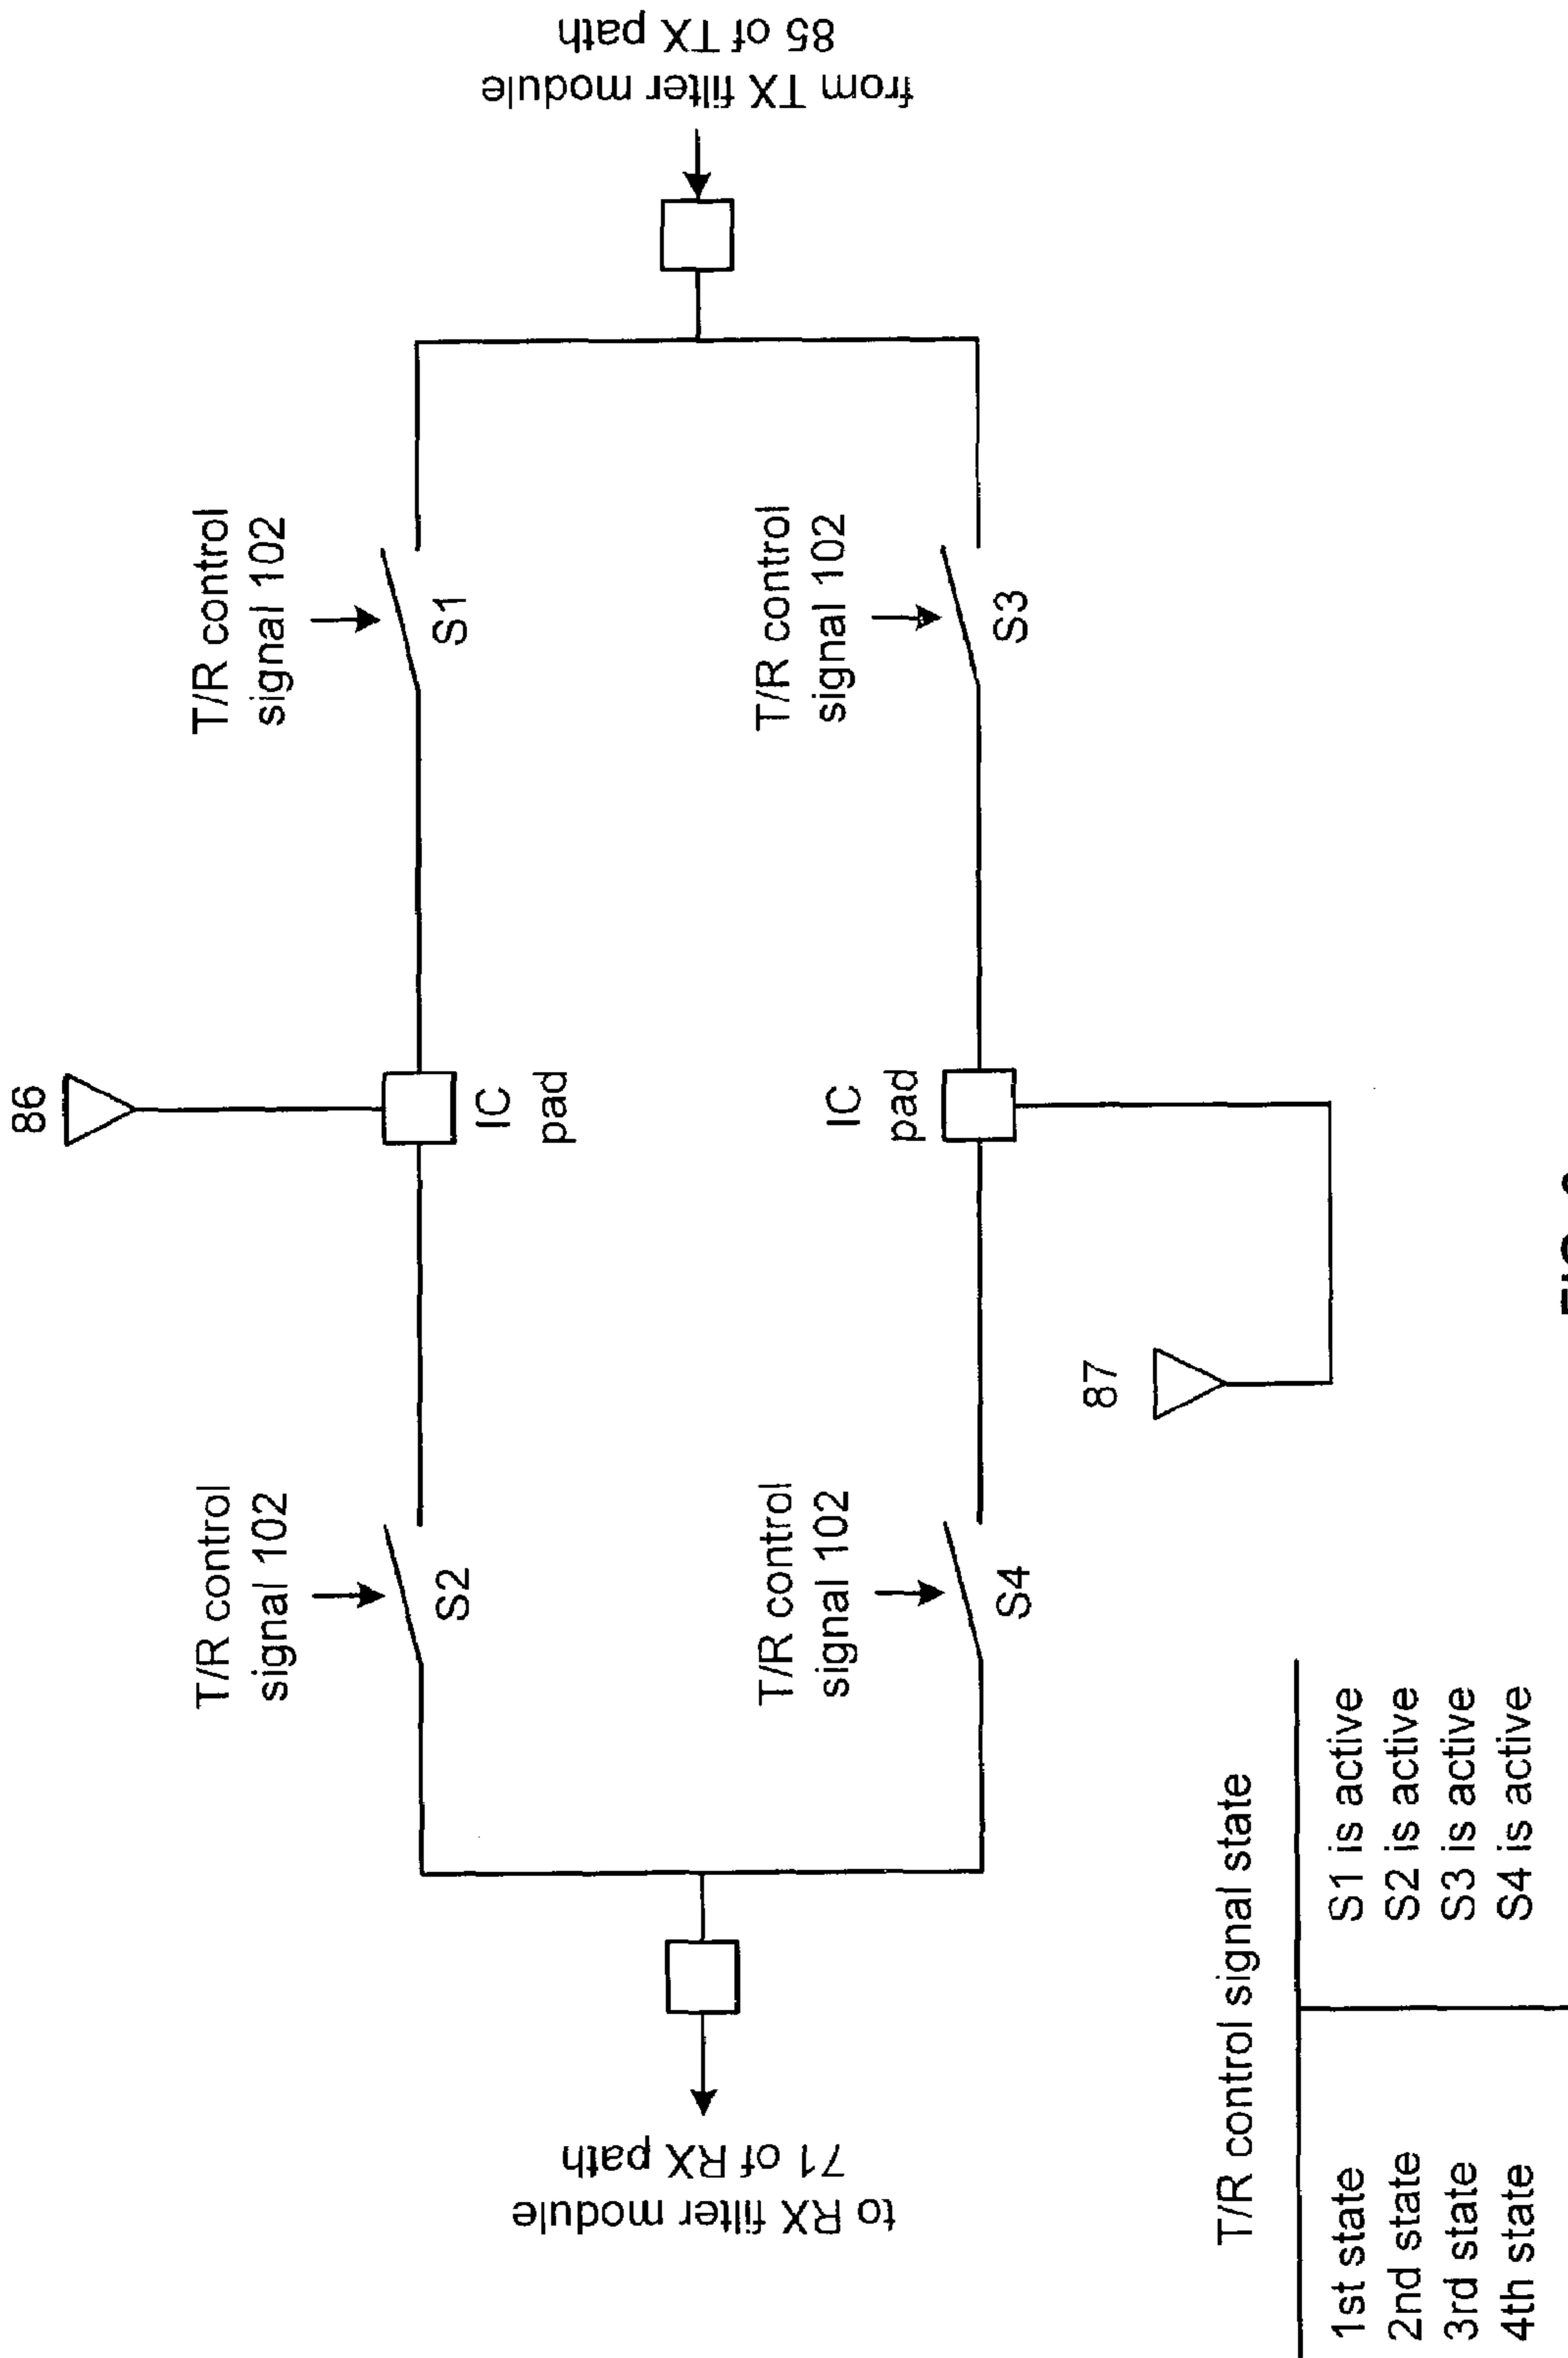 86
T/R control
signal 102
S2
T/R control
signal 102
S1
IC
pad
to RX filter module
71 of RX path
from TX filter module
85 of TX path
T/R control
signal 102
S4
IC
pad
T/R control
signal 102
S3
87
T/R control signal state
1st state S1 is active
2nd state S2 is active
3rd state S3 is active
4th state S4 is active
FIG.